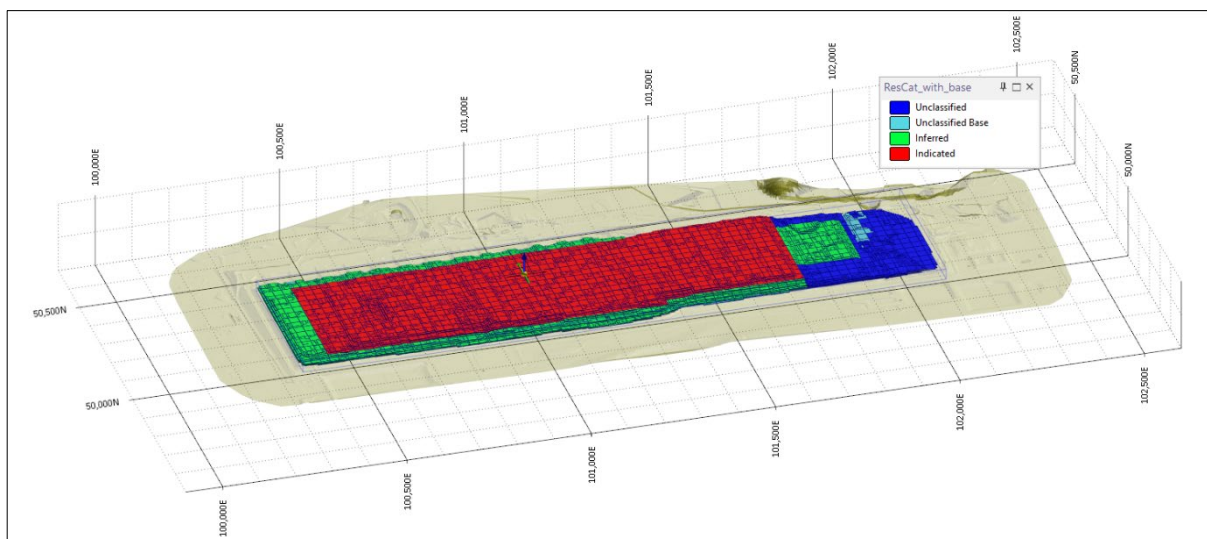 102,500E
50,500N
102,000E
101,500E
101,000E
100,500E
100,000E
ResCat_with_base
Unclassified
Unclassified Base
Inferred
Indicated
50,000N
50,500N
50,000N
100,000E
100,500E
101,000E
101,500E
102,000E
102,500E